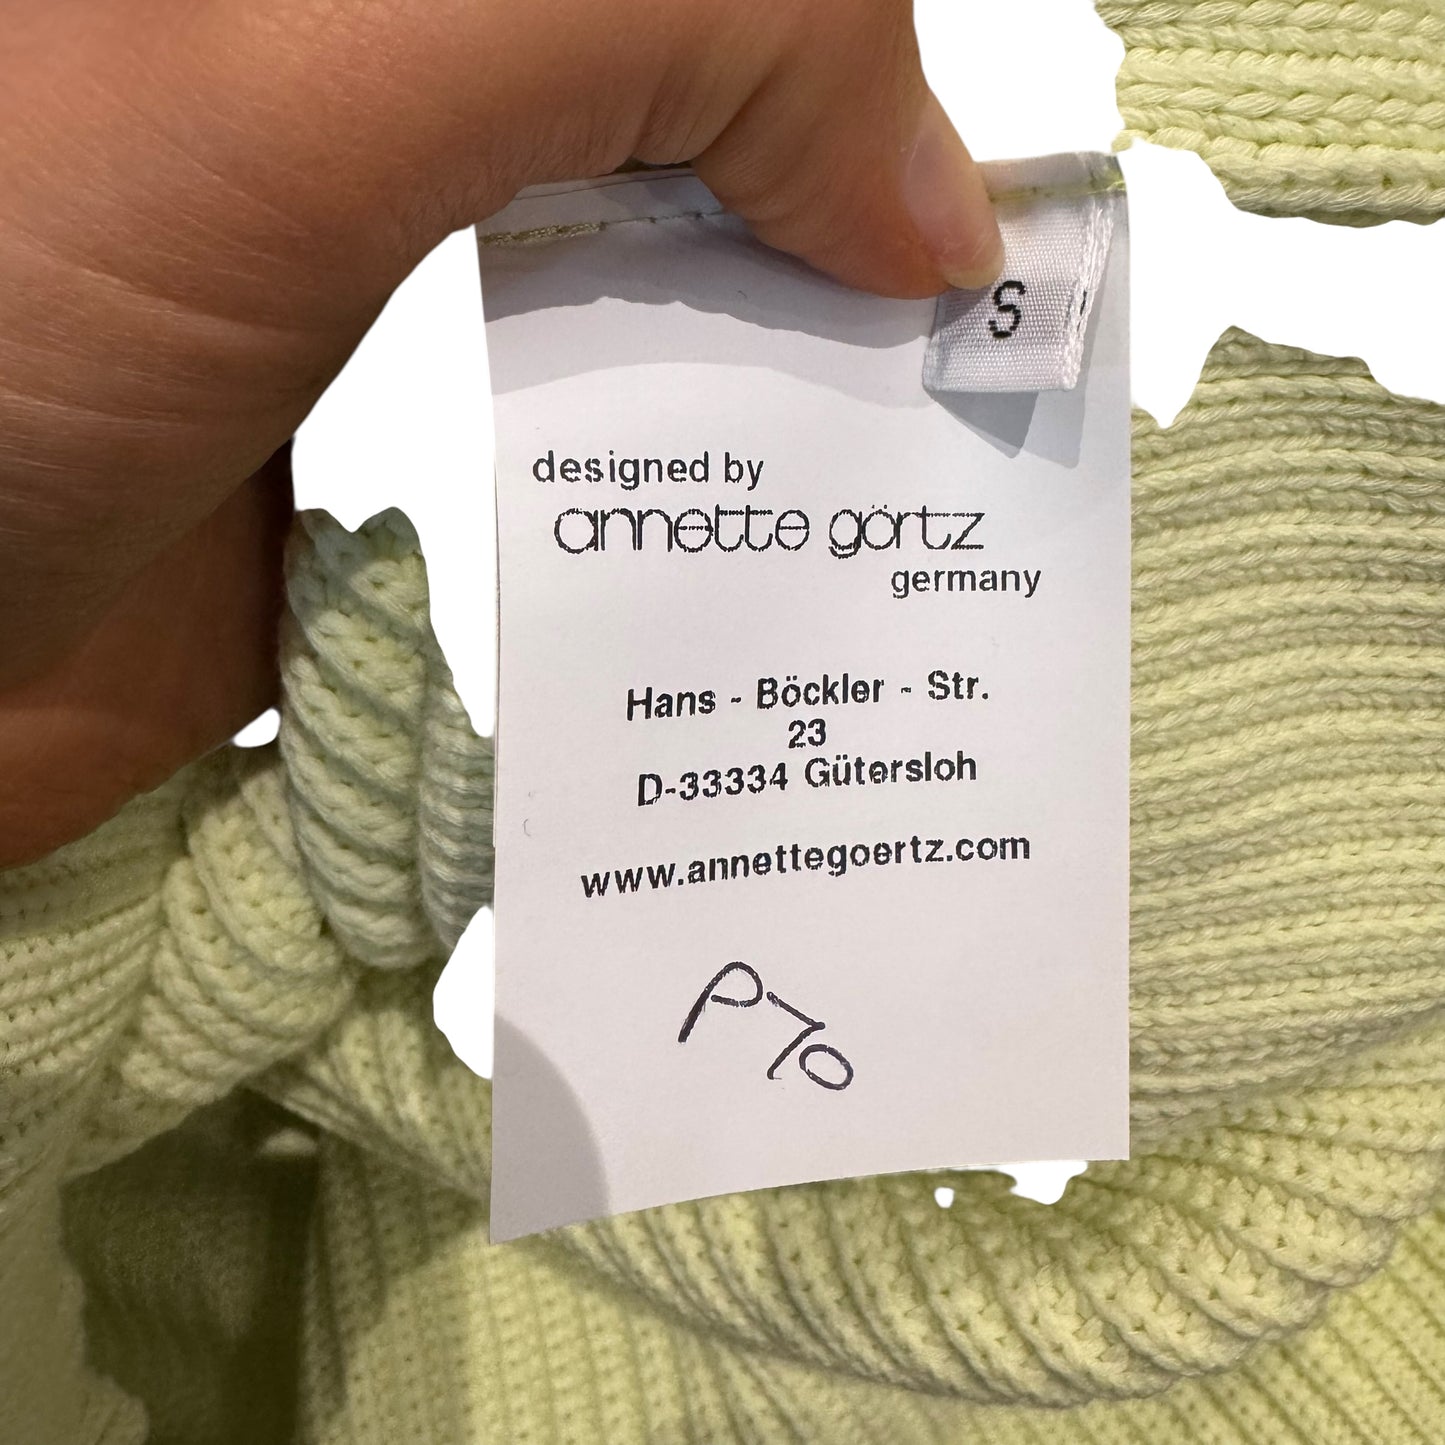 S
designed by
annette görtz
germany
Hans - Böckler - Str.
23
D-33334 Gütersloh
www.annettegoertz.com
P70